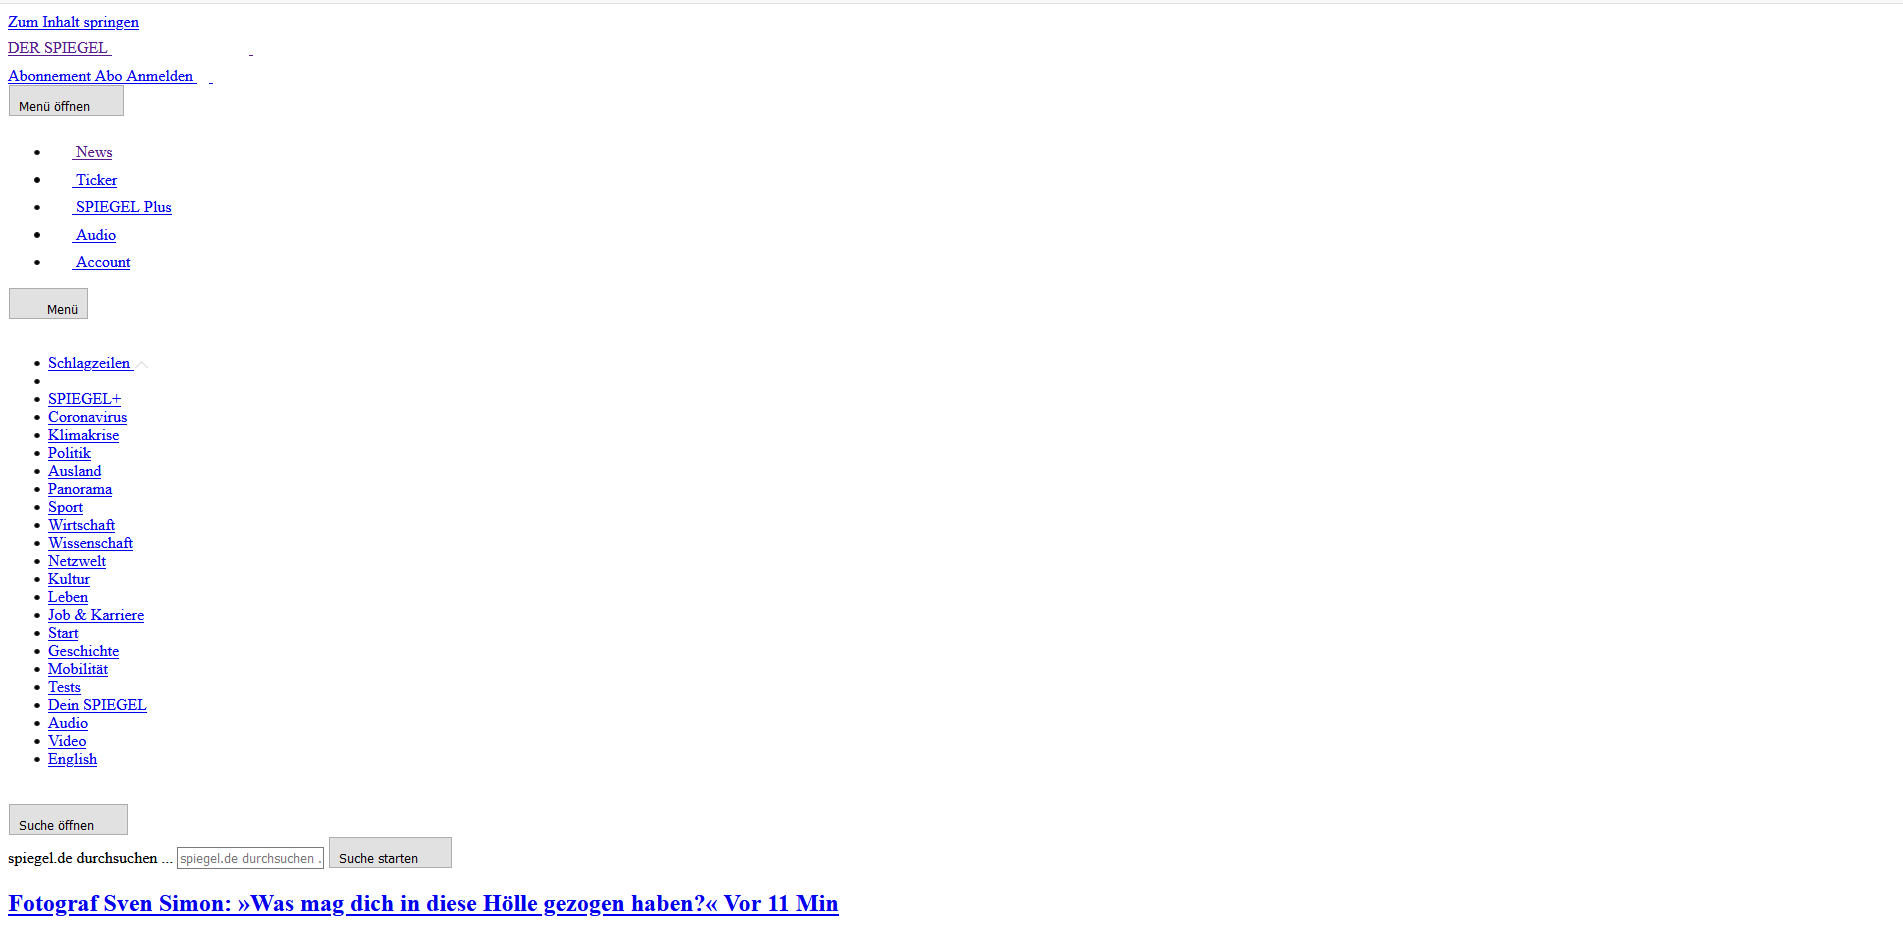 Zum Inhalt springen
DER SPIEGEL
Abonnement Abo Anmelden
Menü öffnen
News
Ticker
SPIEGEL Plus
Audio
Account
Menü
Schlagzeilen
SPIEGEL+
Coronavirus
Klimakrise
Politik
Ausland
Panorama
Sport
Wirtschaft
Wissenschaft
Netzwelt
Kultur
Leben
Job & Karriere
Start
Geschichte
Mobilität
Tests
Dein SPIEGEL
Audio
Video
English
Suche öffnen
spiegel.de durchsuchen ... spiegel.de durchsuchen . Suche starten
Fotograf Sven Simon: »Was mag dich in diese Hölle gezogen haben?« Vor 11 Min